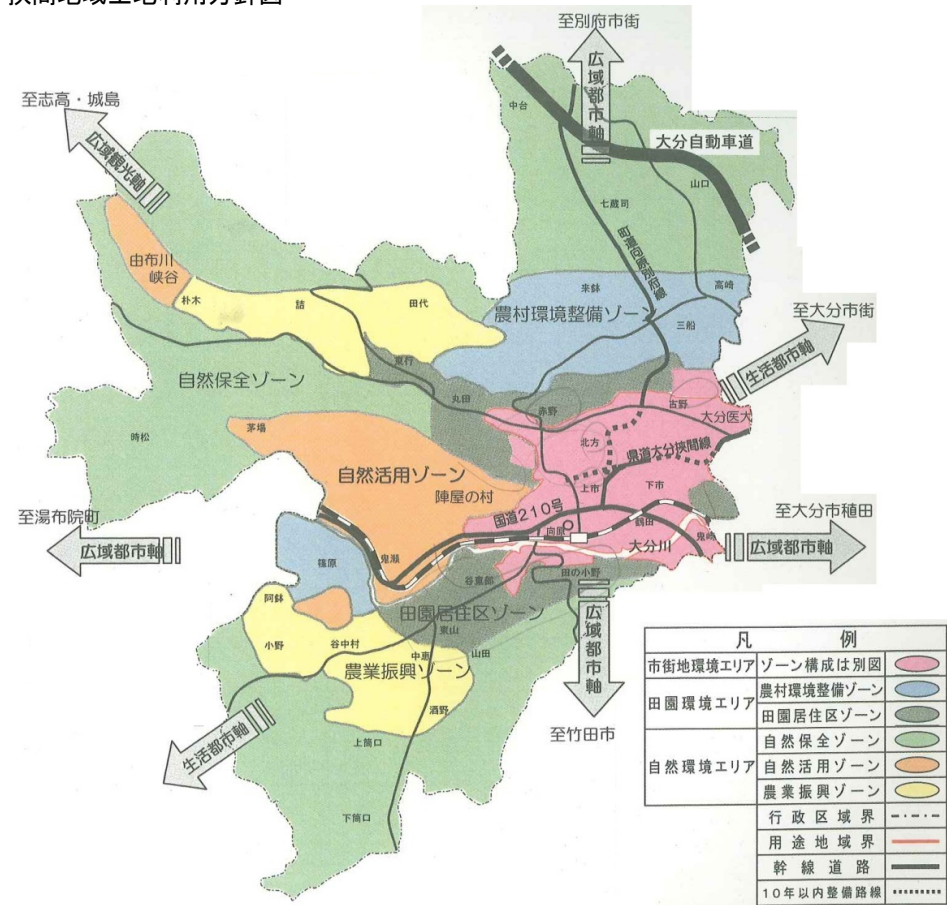 挾間地域土地利用方針図
至別府市街
広域都市軸
中台
大分自動車道
至志高・城島
広域観光軸
山口
七蔵司
町道向原別府線
由布川
峡谷
朴木
詰
田代
来鉢
高崎
農村環境整備ゾーン
三船
至大分市街
生活都市軸
東行
自然保全ゾーン
丸田
赤野
古野
大分医大
茅場
時松
北方
県道大分挾間線
自然活用ゾーン
陣屋の村
上市
下市
国道210号
至湯布院町
広域都市軸
向原
鶴田
鬼崎
大分川
至大分市稙田
広域都市軸
篠原
鬼瀬
谷東部
田の小野
田園居住区ゾーン
阿鉢
東山
小野
谷中村
中恵
山田
農業振興ゾーン
広域都市軸
酒野
至竹田市
上筒口
生活都市軸
下筒口
凡 例
市街地環境エリア ゾーン構成は別図
田園環境エリア 農村環境整備ゾーン
田園居住区ゾーン
自然環境エリア 自然保全ゾーン
自然活用ゾーン
農業振興ゾーン
行政区域界
用途地域界
幹線道路
10年以内整備路線